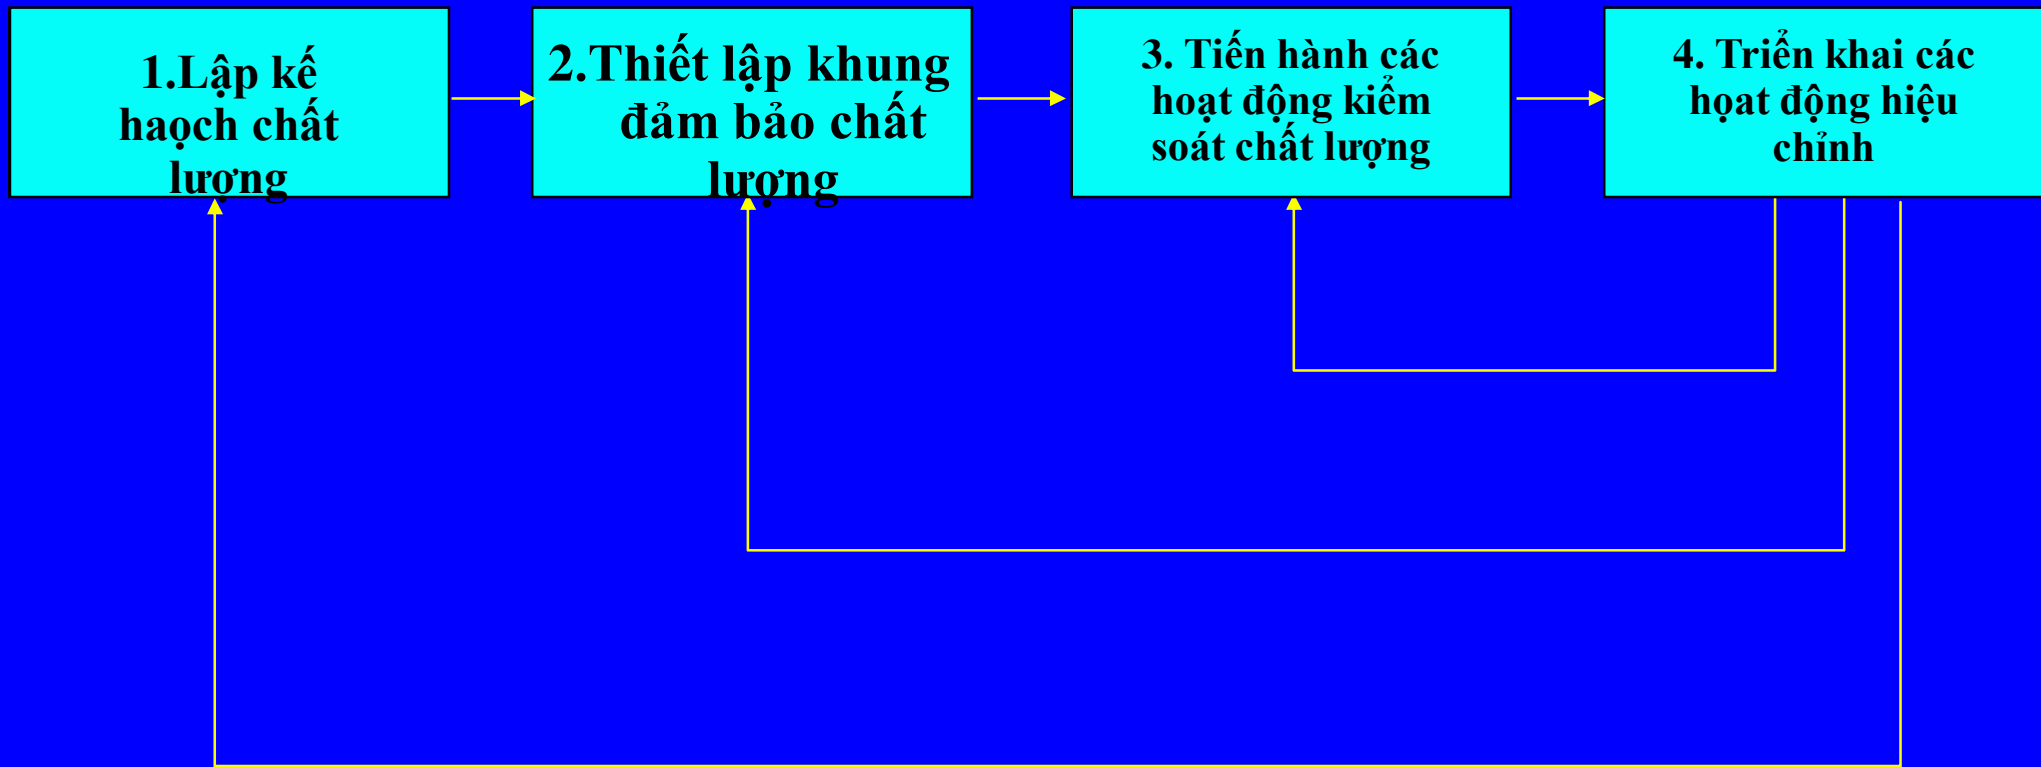 1.Lập kế
haọch chất
lượng
2.Thiết lập khung
đảm bảo chất
lượng
3. Tiến hành các
hoạt động kiểm
soát chất lượng
4. Triển khai các
họat động hiệu
chỉnh